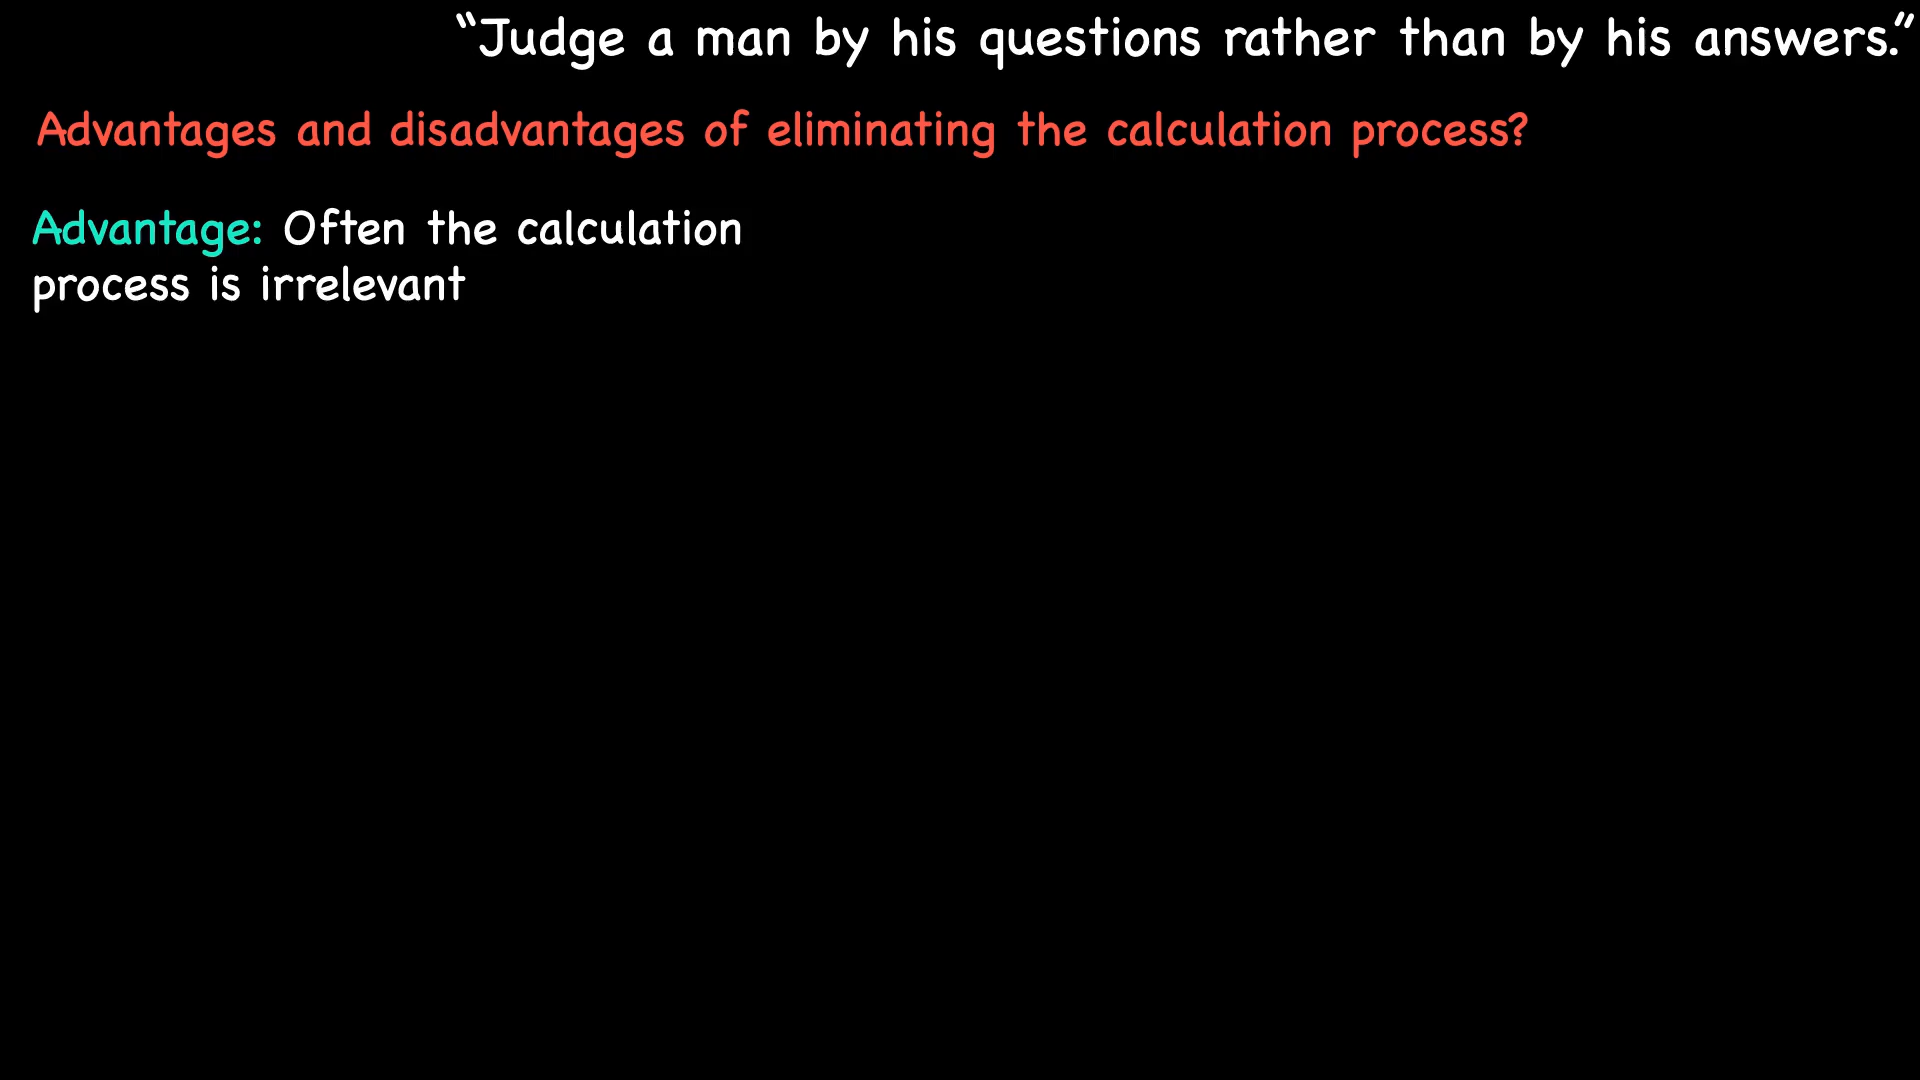 “Judge a man by his questions rather than by his answers.”
Advantages and disadvantages of eliminating the calculation process?
Advantage: Often the calculation
process is irrelevant